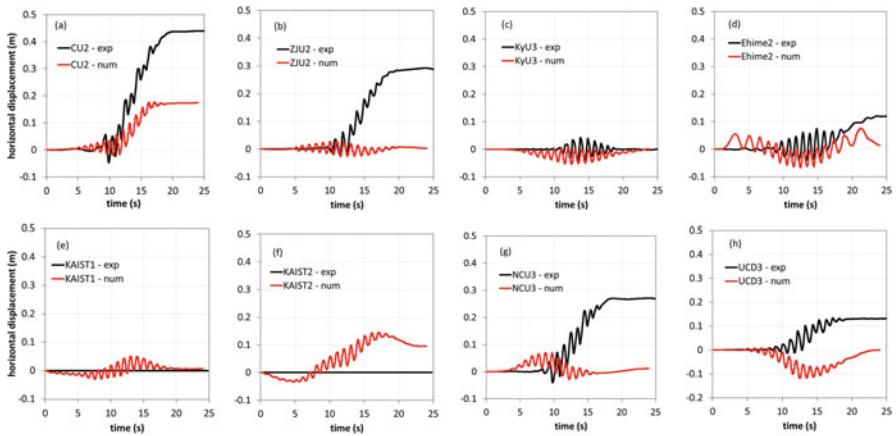 (a)
CU2 - exp
CU2 - num
horizontal displacement (m)
0.5
0.4
0.3
0.2
0.1
0
-0.1
0 5 10 15 20 25
time (s)
(b)
ZJU2 - exp
ZJU2 - num
0.5
0.4
0.3
0.2
0.1
0
-0.1
0 5 10 15 20 25
time (s)
(c)
KyU3 - exp
KyU3 - num
0.5
0.4
0.3
0.2
0.1
0
-0.1
0 5 10 15 20 25
time (s)
(d)
Ehime2 - exp
Ehime2 - num
0.5
0.4
0.3
0.2
0.1
0
-0.1
0 5 10 15 20 25
time (s)
(e)
KAIST1 - exp
KAIST1 - num
horizontal displacement (m)
0.5
0.4
0.3
0.2
0.1
0
-0.1
0 5 10 15 20 25
time (s)
(f)
KAIST2 - exp
KAIST2 - num
0.5
0.4
0.3
0.2
0.1
0
-0.1
0 5 10 15 20 25
time (s)
(g)
NCU3 - exp
NCU3 - num
0.5
0.4
0.3
0.2
0.1
0
-0.1
0 5 10 15 20 25
time (s)
(h)
UCD3 - exp
UCD3 - num
0.5
0.4
0.3
0.2
0.1
0.0
-0.1
-0.2
0 5 10 15 20 25
time (s)